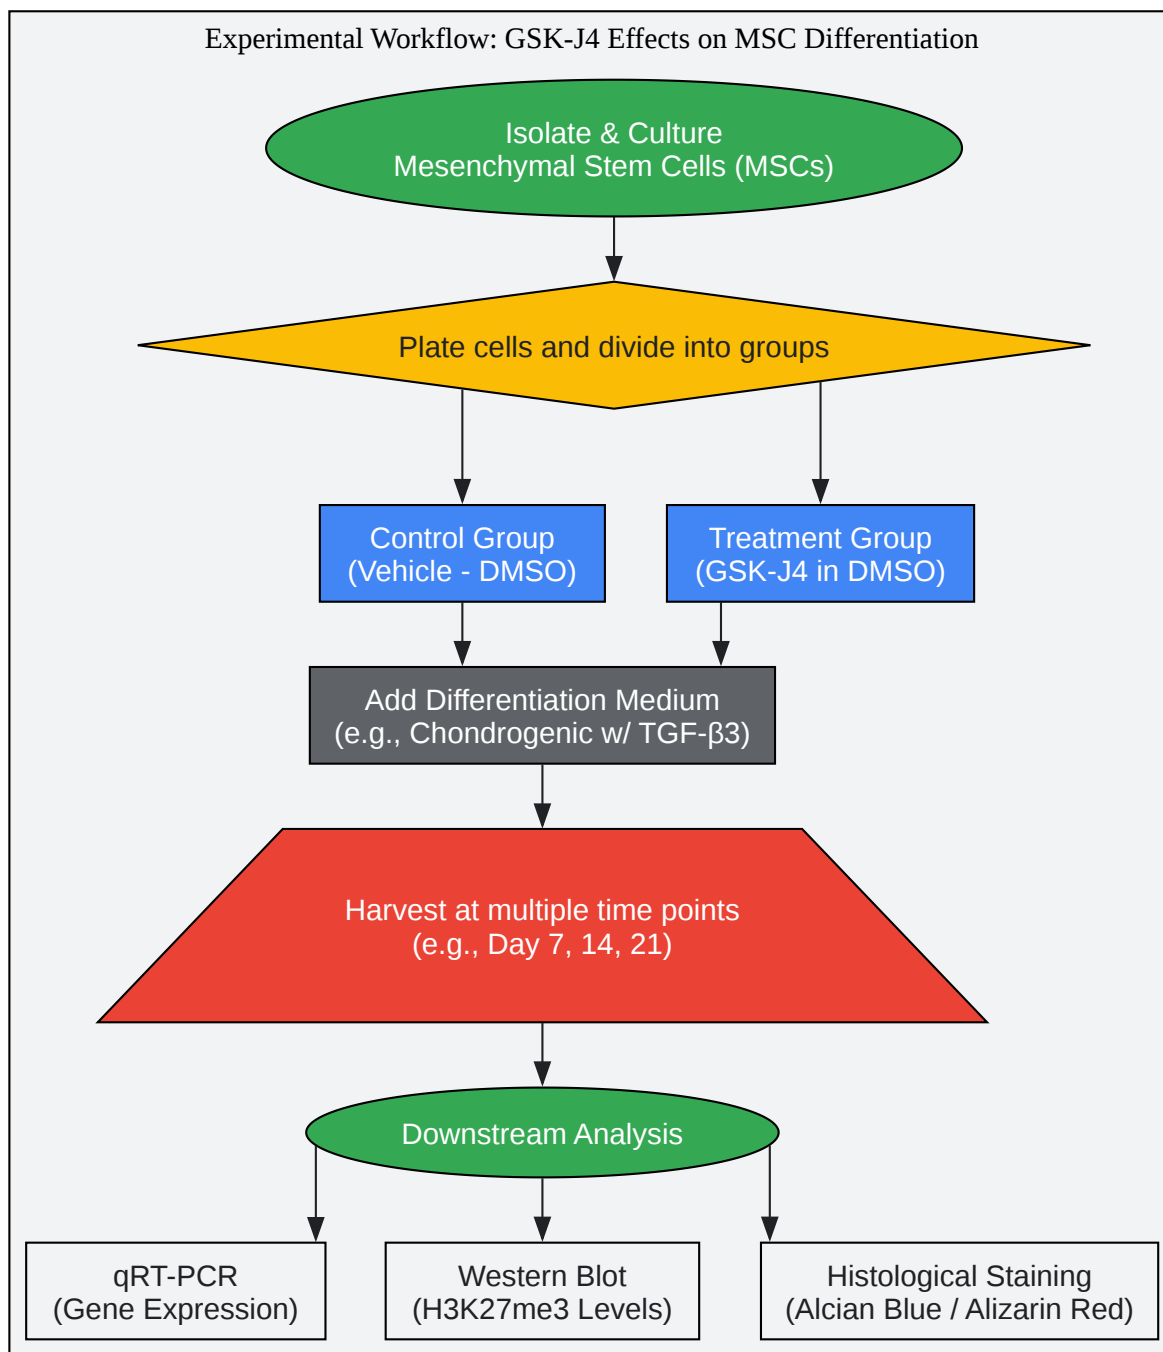 Experimental Workflow: GSK-J4 Effects on MSC Differentiation
Isolate & Culture
Mesenchymal Stem Cells (MSCs)
Plate cells and divide into groups
Control Group
(Vehicle - DMSO)
Treatment Group
(GSK-J4 in DMSO)
Add Differentiation Medium
(e.g., Chondrogenic w/ TGF-β3)
Harvest at multiple time points
(e.g., Day 7, 14, 21)
Downstream Analysis
qRT-PCR
(Gene Expression)
Western Blot
(H3K27me3 Levels)
Histological Staining
(Alcian Blue / Alizarin Red)